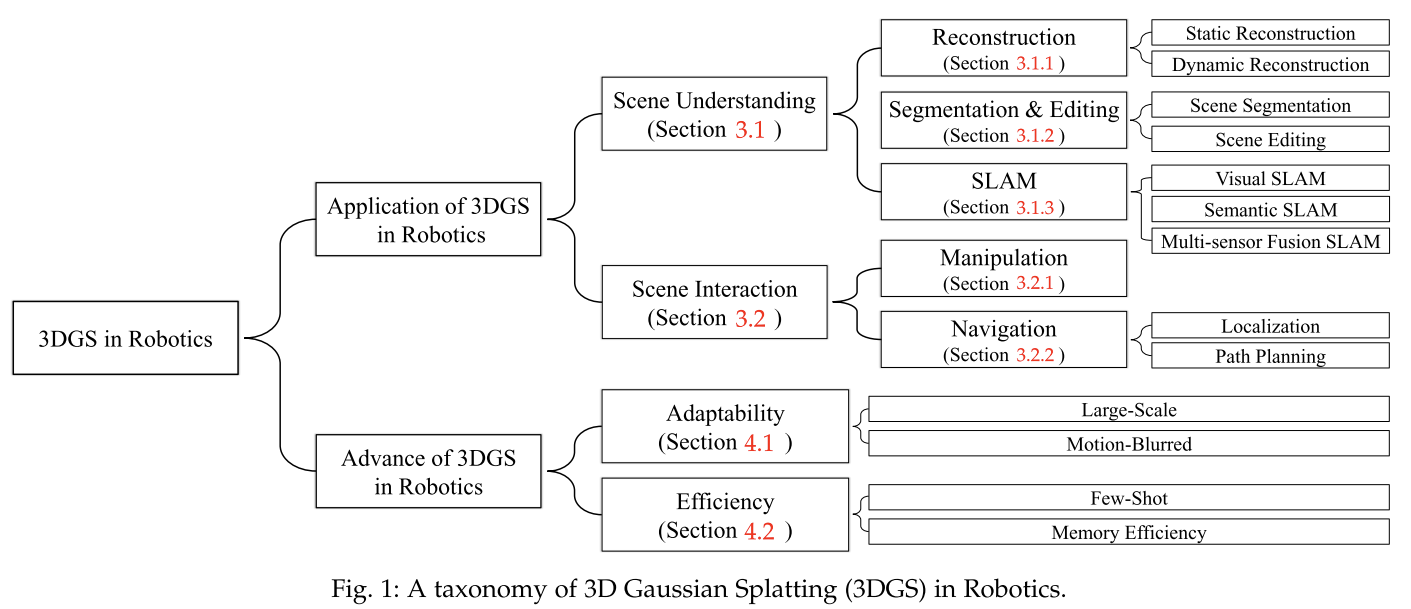 3DGS in Robotics
Application of 3DGS
in Robotics
Scene Understanding
(Section 3.1 )
Reconstruction
(Section 3.1.1 )
Static Reconstruction
Dynamic Reconstruction
Segmentation & Editing
(Section 3.1.2 )
Scene Segmentation
Scene Editing
SLAM
(Section 3.1.3 )
Visual SLAM
Semantic SLAM
Multi-sensor Fusion SLAM
Scene Interaction
(Section 3.2 )
Manipulation
(Section 3.2.1 )
Navigation
(Section 3.2.2 )
Localization
Path Planning
Advance of 3DGS
in Robotics
Adaptability
(Section 4.1 )
Large-Scale
Motion-Blurred
Efficiency
(Section 4.2 )
Few-Shot
Memory Efficiency
Fig. 1: A taxonomy of 3D Gaussian Splatting (3DGS) in Robotics.